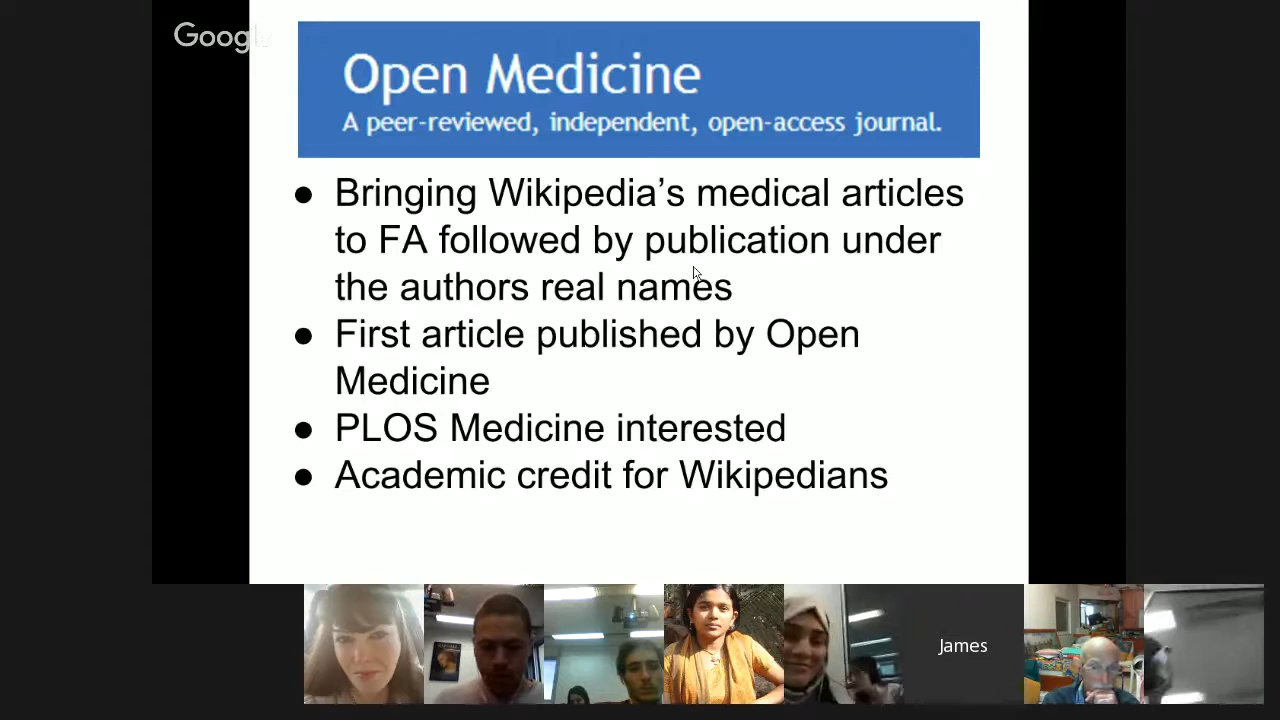 Google
Open Medicine
A peer-reviewed, independent, open-access journal.
● Bringing Wikipedia’s medical articles
to FA followed by publication under
the authors real names
● First article published by Open
Medicine
● PLOS Medicine interested
● Academic credit for Wikipedians
James